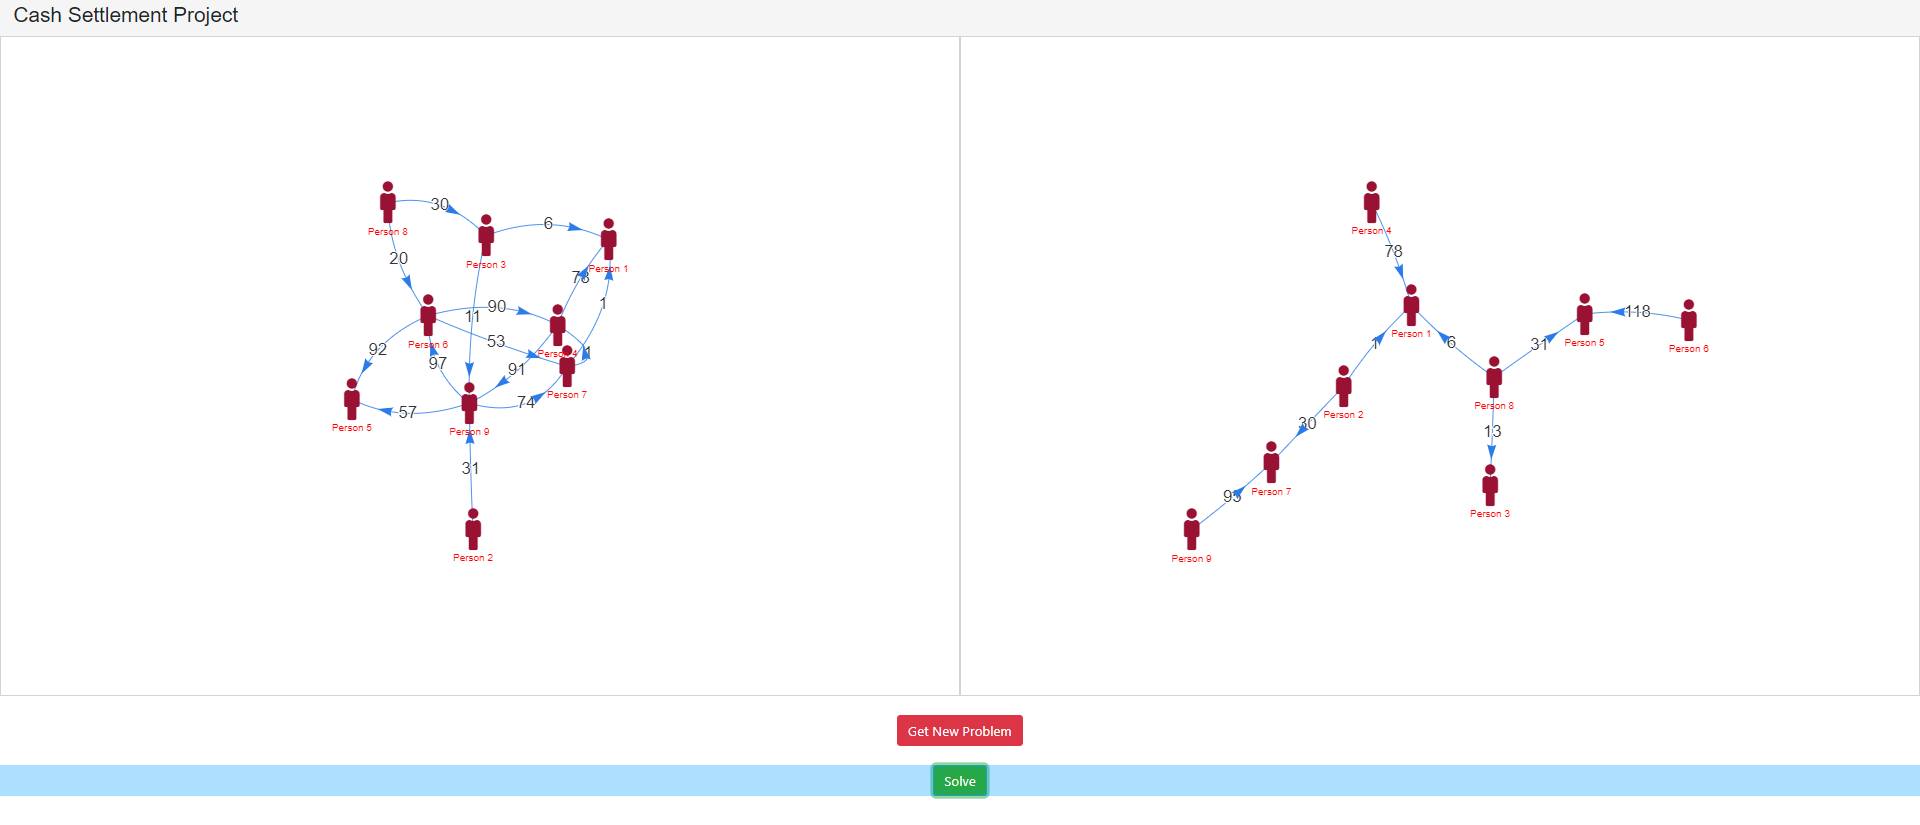 Cash Settlement Project
30
Person 8
6
Person 3
20
Person 1
78
90
11
1
53
Person 6
92
97
Person 4
1
91
74
Person 7
57
Person 5
Person 9
31
Person 2
Person 4
78
Person 1
118
1
6
31
Person 5
Person 6
Person 8
Person 2
30
13
95
Person 7
Person 3
Person 9
Get New Problem
Solve